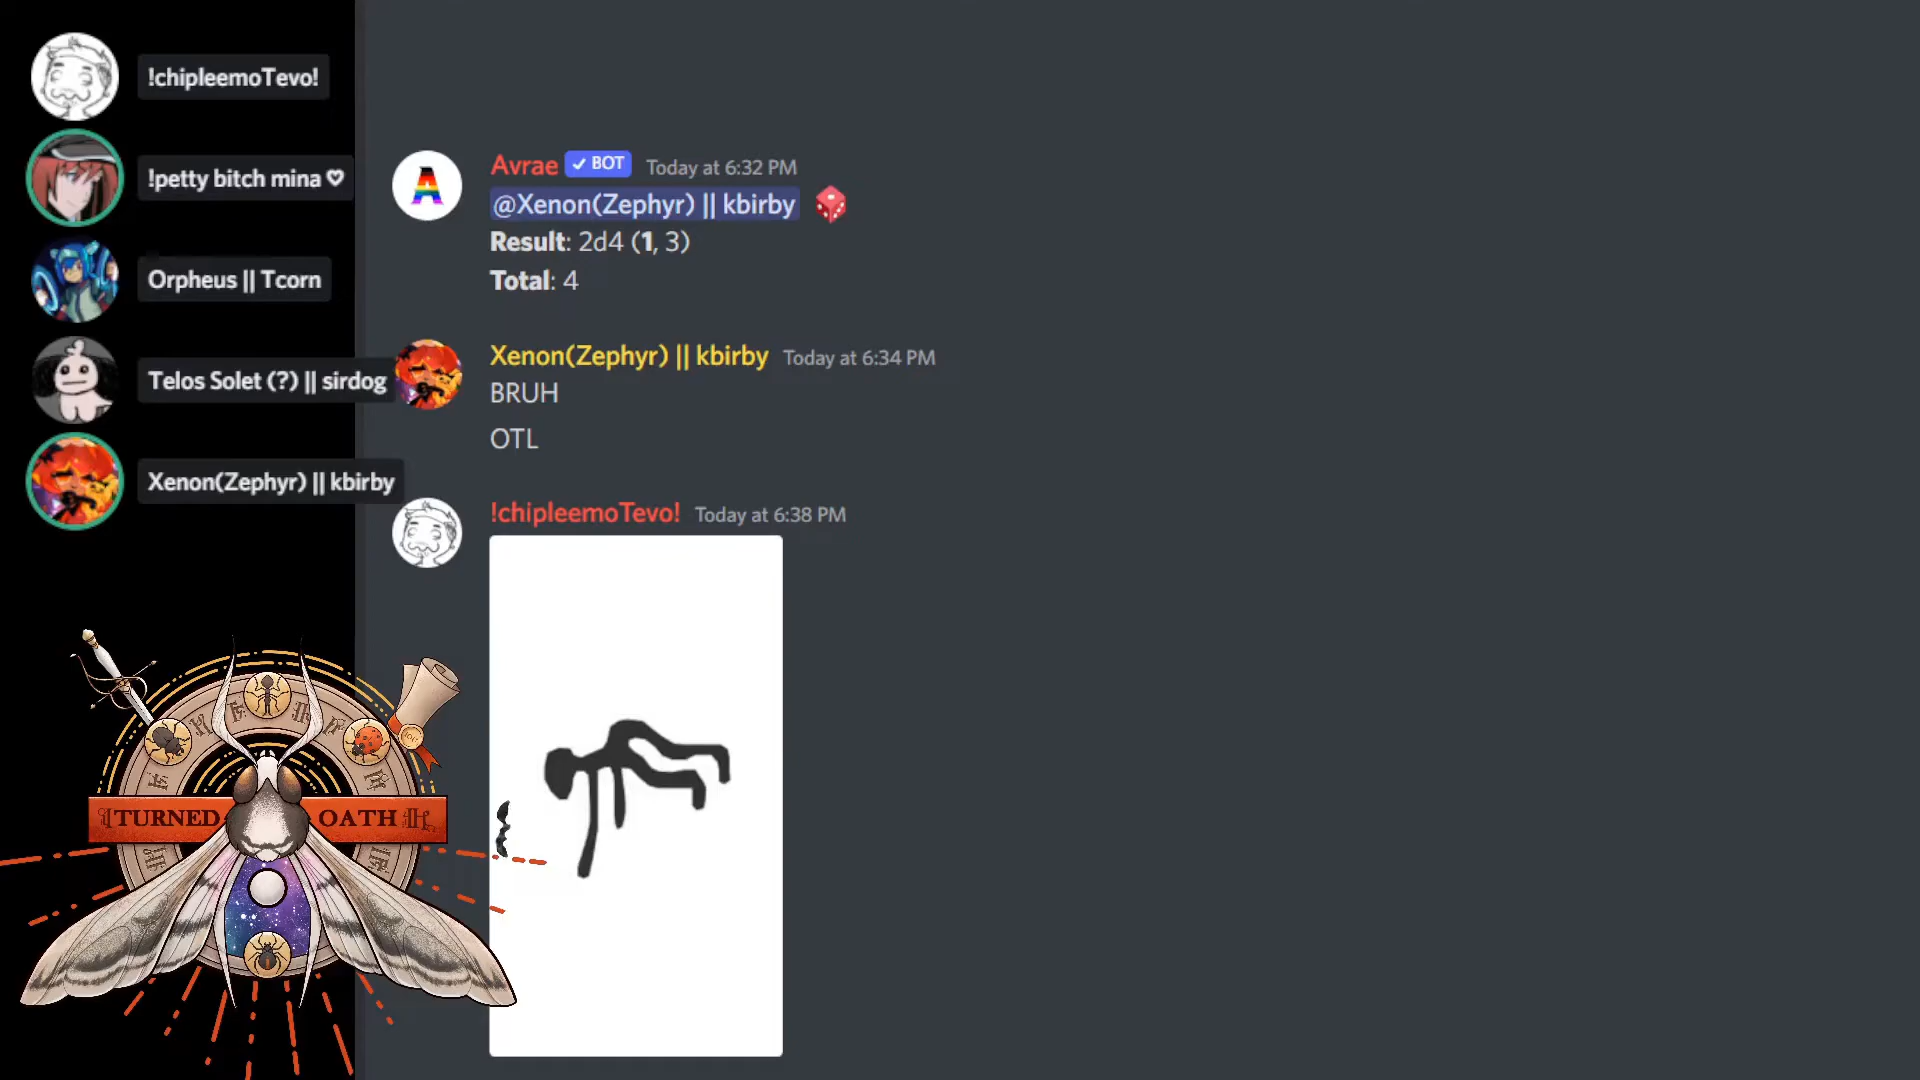 !chipleemoTevo!
!petty bitch mina ♡
Orpheus || Tcorn
Telos Solet (?) || sirdog
Xenon(Zephyr) || kbirby
Avrae ✓ BOT Today at 6:32 PM
@Xenon(Zephyr) || kbirby
Result: 2d4 (1, 3)
Total: 4
Xenon(Zephyr) || kbirby Today at 6:34 PM
BRUH
OTL
!chipleemoTevo! Today at 6:38 PM
TURNED OATH